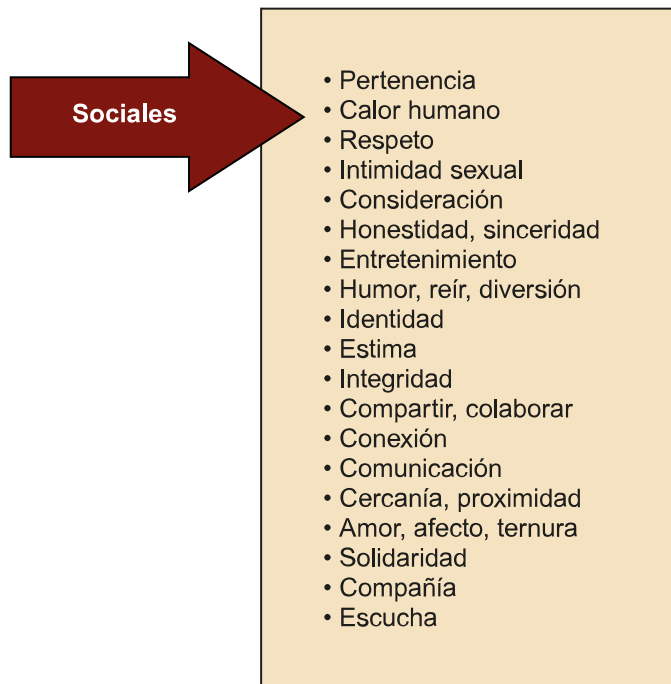 Sociales
• Pertenencia
• Calor humano
• Respeto
• Intimidad sexual
• Consideración
• Honestidad, sinceridad
• Entretenimiento
• Humor, reír, diversión
• Identidad
• Estima
• Integridad
• Compartir, colaborar
• Conexión
• Comunicación
• Cercanía, proximidad
• Amor, afecto, ternura
• Solidaridad
• Compañía
• Escucha